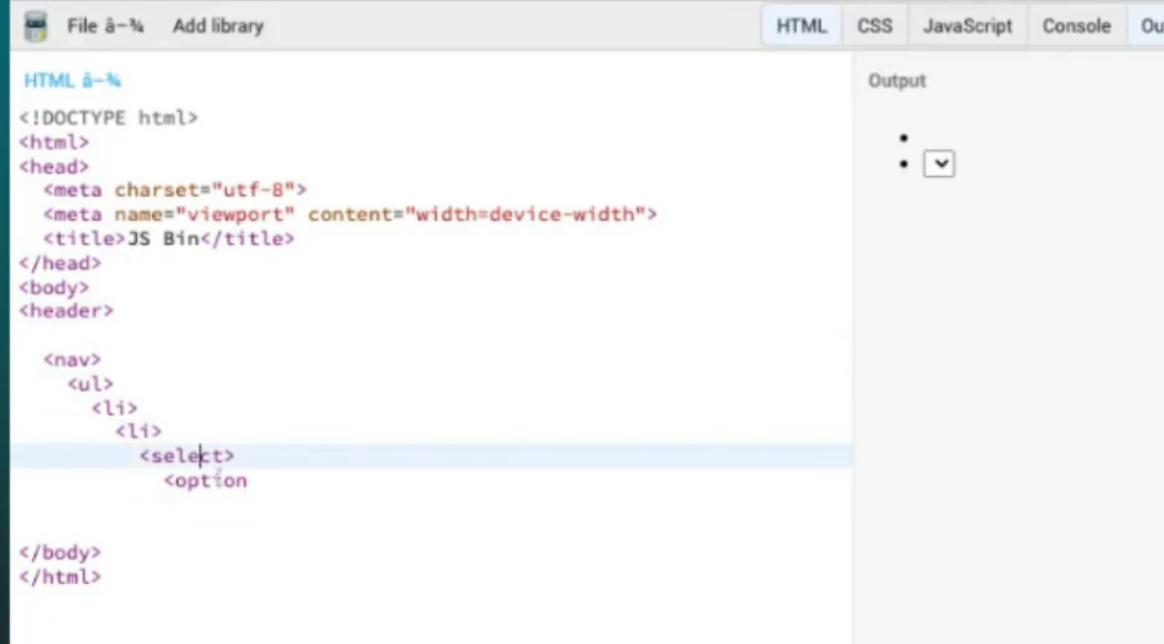 File â–¾ Add library HTML CSS JavaScript Console
HTML â–¾
Output
<!DOCTYPE html>
<html>
<head>
<meta charset="utf-8">
<meta name="viewport" content="width=device-width">
<title>JS Bin</title>
</head>
<body>
<header>
<nav>
<ul>
<li>
<li>
<select>
<option
</body>
</html>